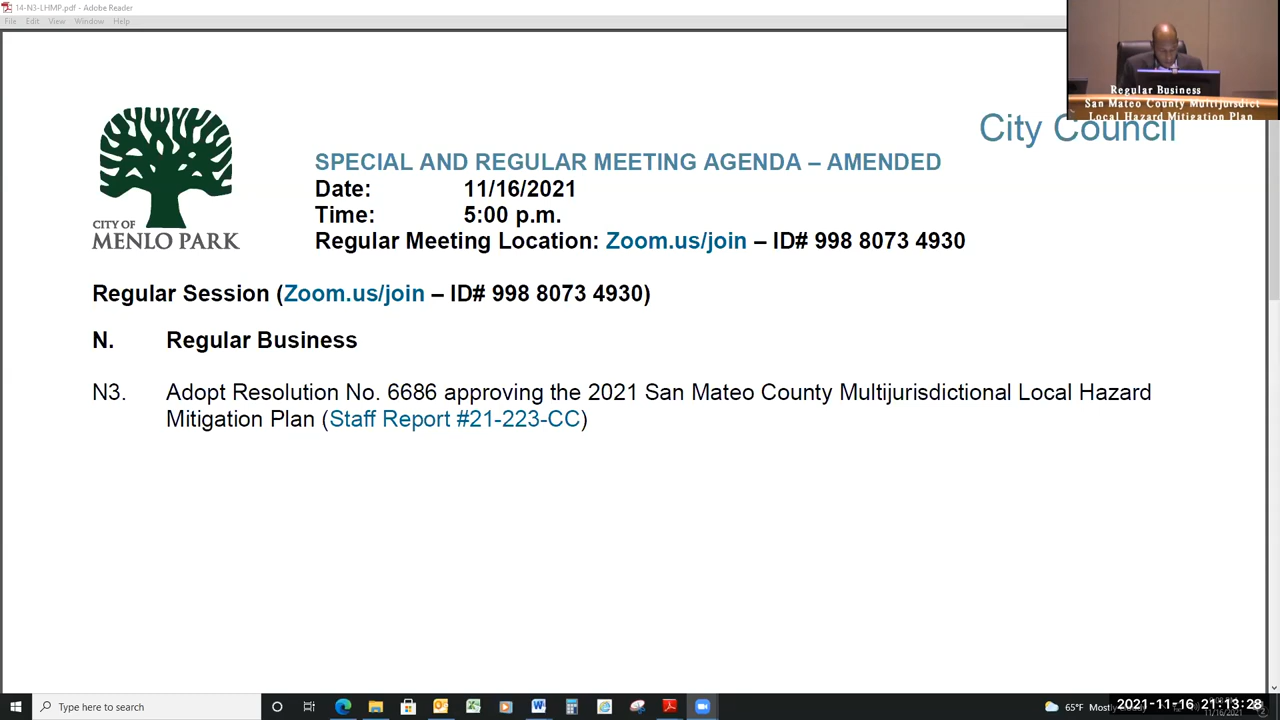 14-N3-LHMP.pdf - Adobe Reader
File Edit View Window Help
Regular Business
San Mateo County Multijurisdict
Local Hazard Mitigation Plan
City Council
SPECIAL AND REGULAR MEETING AGENDA – AMENDED
Date: 11/16/2021
Time: 5:00 p.m.
Regular Meeting Location: Zoom.us/join – ID# 998 8073 4930
CITY OF
MENLO PARK
Regular Session (Zoom.us/join – ID# 998 8073 4930)
N. Regular Business
N3. Adopt Resolution No. 6686 approving the 2021 San Mateo County Multijurisdictional Local Hazard
Mitigation Plan (Staff Report #21-223-CC)
Type here to search
65°F Mostly
2021-11-16 21:13:28
11/16/2021